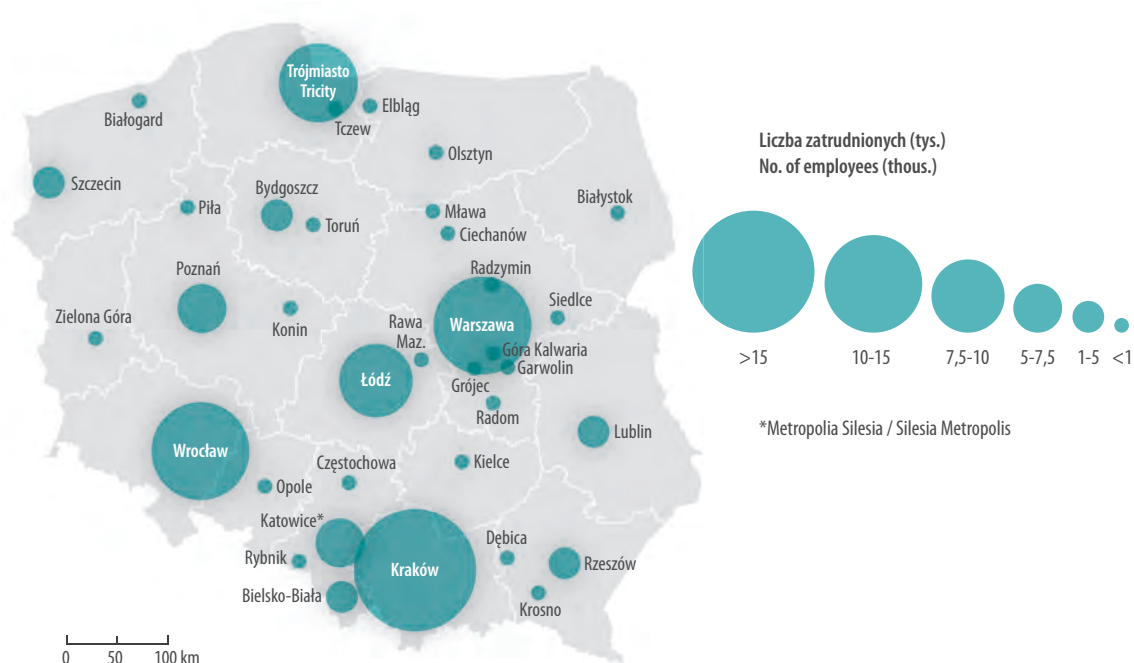 Trójmiasto
Tricity
Tczew
Elbląg
Białogard
Olsztyn
Szczecin
Piła
Bydgoszcz
Toruń
Mława
Ciechanów
Białystok
Radzymin
Poznań
Konin
Zielona Góra
Warszawa
Siedlce
Rawa
Maz.
Góra Kalwaria
Garwolin
Grójec
Radom
Łódź
Lublin
Wrocław
Częstochowa
Kielce
Opole
Katowice*
Rybnik
Bielsko-Biała
Kraków
Dębica
Rzeszów
Krosno
0 50 100 km
Liczba zatrudnionych (tys.)
No. of employees (thous.)
>15 10-15 7,5-10 5-7,5 1-5 <1
*Metropolia Silesia / Silesia Metropolis